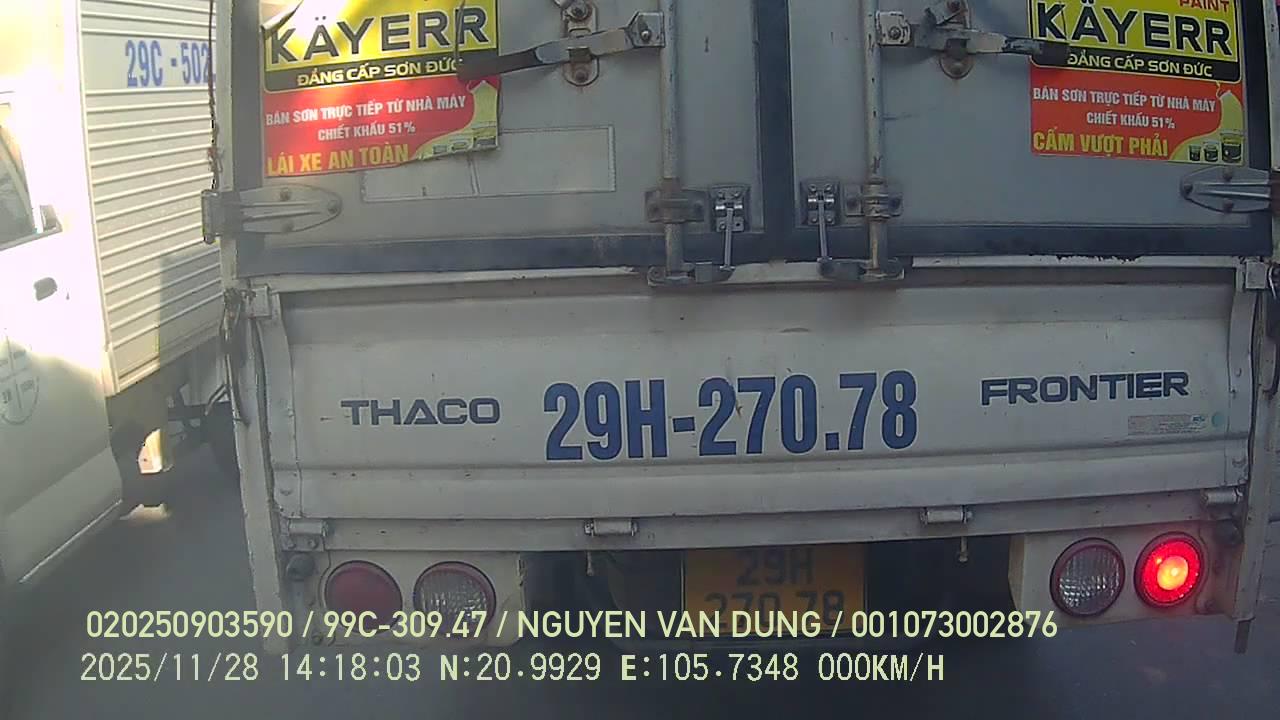 29C-502
KÄYERR
ĐẲNG CẤP SƠN ĐỨC
BÁN SƠN TRỰC TIẾP TỪ NHÀ MÁY
CHIẾT KHẤU 51%
LÁI XE AN TOÀN
PAINT
KÄYERR
ĐẲNG CẤP SƠN ĐỨC
BÁN SƠN TRỰC TIẾP TỪ NHÀ MÁY
CHIẾT KHẤU 51%
CẤM VƯỢT PHẢI
THACO 29H-270.78 FRONTIER
29H
270.78
020250903590 / 99C-309.47 / NGUYEN VAN DUNG / 001073002876
2025/11/28 14:18:03 N:20.9929 E:105.7348 000KM/H